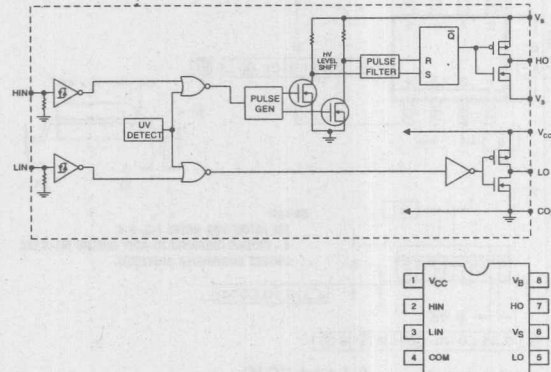 VB
HV
LEVEL
SHIFT
Q
PULSE
FILTER
R
S
HO
HIN
PULSE
GEN
VS
UV
DETECT
VCC
LIN
LO
CO
1 VCC VB 8
2 HIN HO 7
3 LIN VS 6
4 COM LO 5